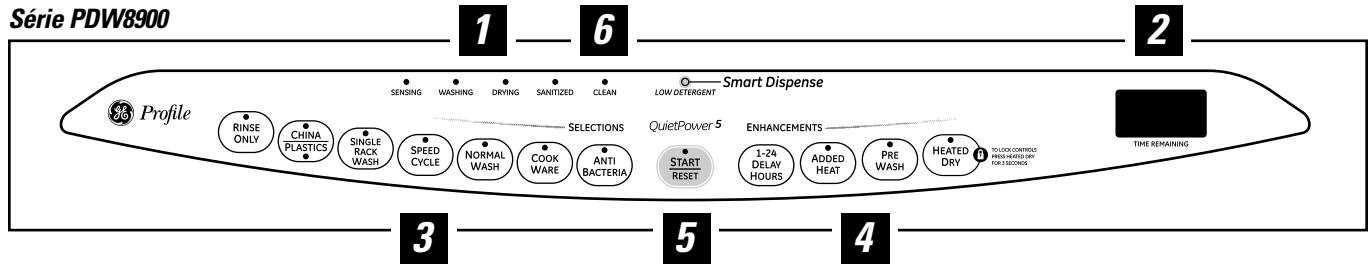 Série PDW8900
1
6
2
SENSING
WASHING
DRYING
SANITIZED
CLEAN
LOW DETERGENT
Smart Dispense
GE Profile
SELECTIONS
QuietPower 5
ENHANCEMENTS
RINSE
ONLY
CHINA
PLASTICS
SINGLE
RACK
WASH
SPEED
CYCLE
NORMAL
WASH
COOK
WARE
ANTI
BACTERIA
START
RESET
1-24
DELAY
HOURS
ADDED
HEAT
PRE
WASH
HEATED
DRY
TO LOCK CONTROLS
PRESS HEATED DRY
FOR 3 SECONDS
TIME REMAINING
3
5
4